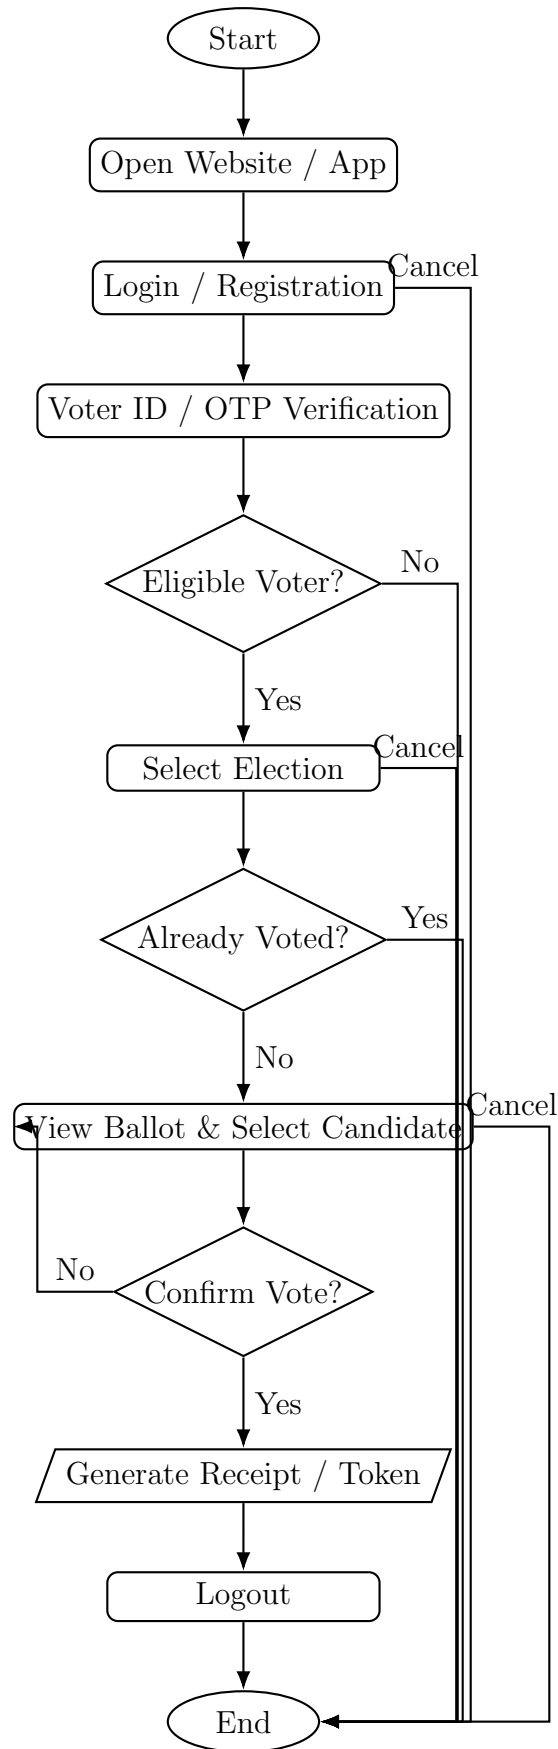 Start
Open Website / App
Login / Registration
Cancel
Voter ID / OTP Verification
Eligible Voter?
No
Yes
Select Election
Cancel
Already Voted?
Yes
No
View Ballot & Select Candidate
Cancel
Confirm Vote?
No
Yes
Generate Receipt / Token
Logout
End